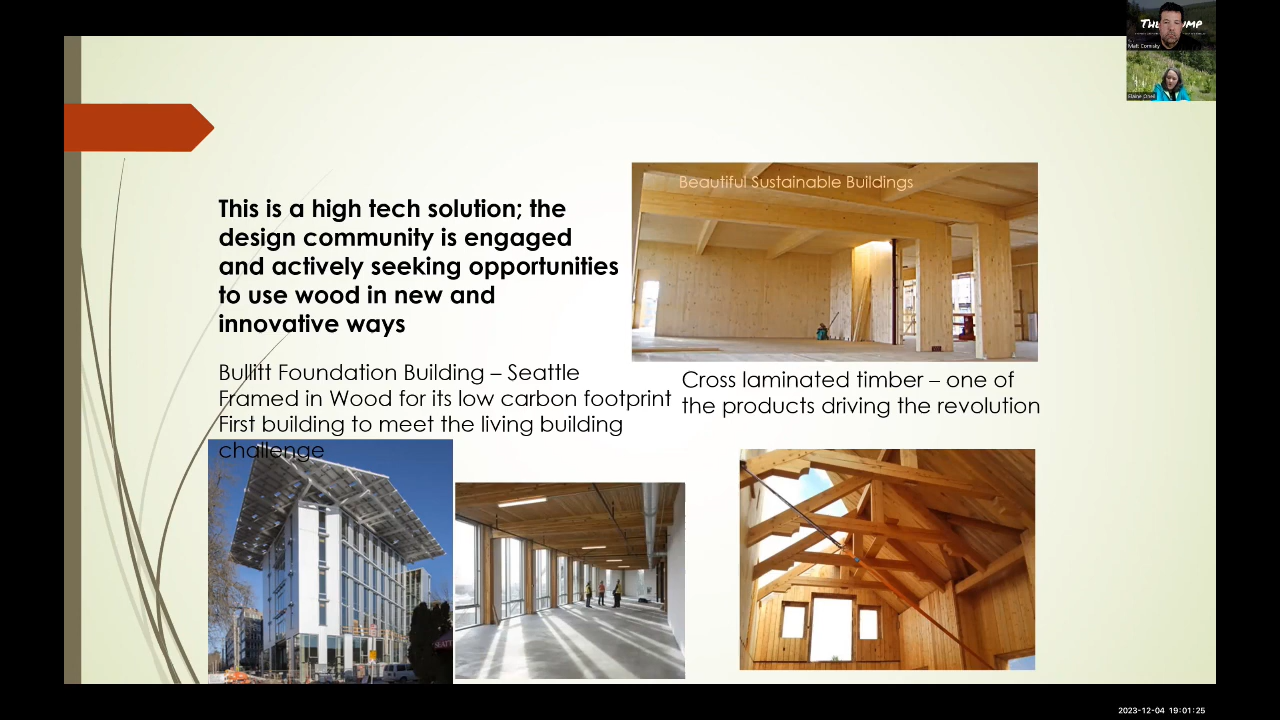 Matt Comisky
This is a high tech solution; the
design community is engaged
and actively seeking opportunities
to use wood in new and
innovative ways
Beautiful Sustainable Buildings
Bullitt Foundation Building – Seattle
Framed in Wood for its low carbon footprint
First building to meet the living building
challenge
Cross laminated timber – one of
the products driving the revolution
2023-12-04 19:01:25